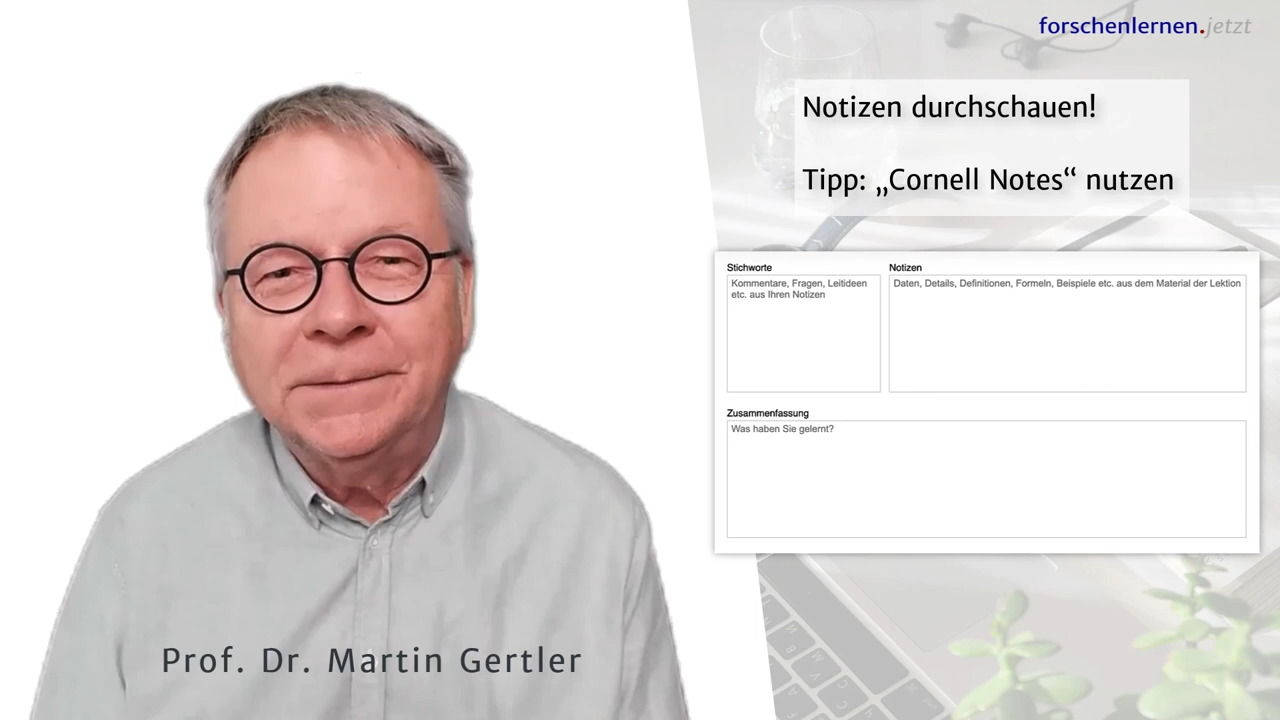 forschenlernen.jetzt
Notizen durchschauen!
Tipp: „Cornell Notes“ nutzen
Stichworte
Kommentare, Fragen, Leitideen
etc. aus Ihren Notizen
Notizen
Daten, Details, Definitionen, Formeln, Beispiele etc. aus dem Material der Lektion
Zusammenfassung
Was haben Sie gelernt?
Prof. Dr. Martin Gertler